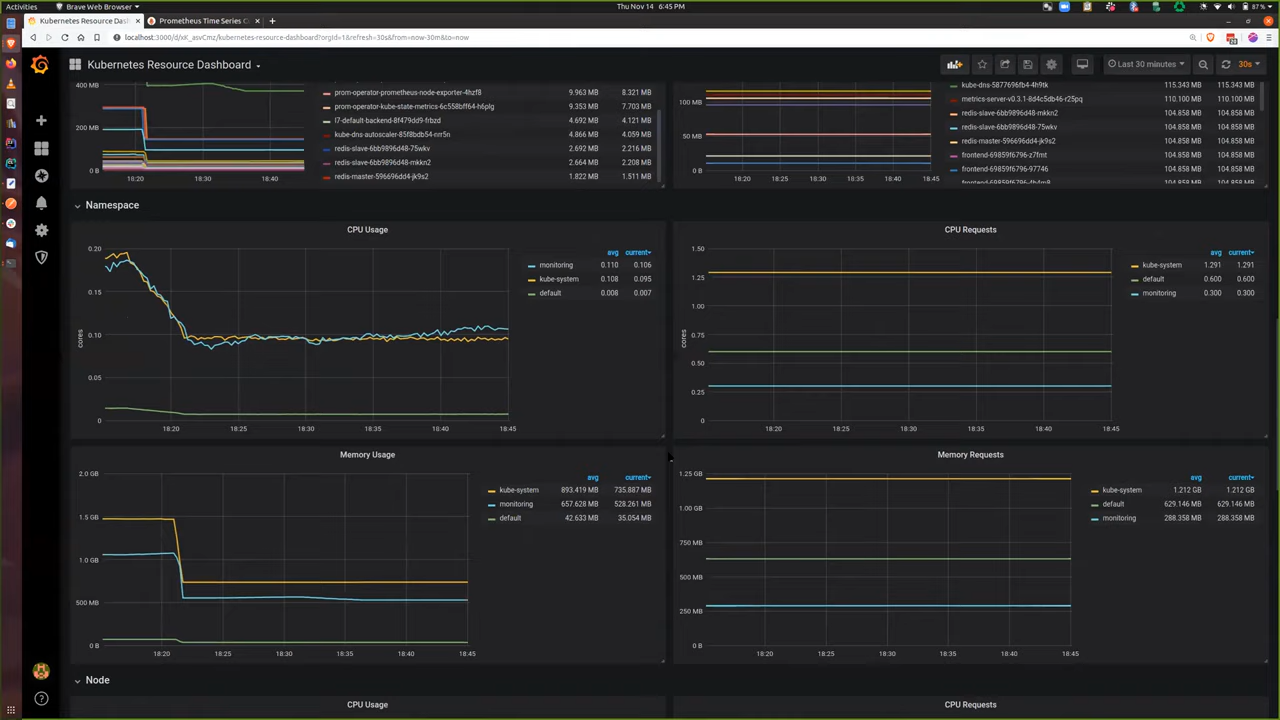 Activities
Brave Web Browser
Thu Nov 14 6:45 PM
87 %
Kubernetes Resource Das
Prometheus Time Series C
localhost:3000/d/xK_asvCmz/kubernetes-resource-dashboard?orgId=1&refresh=30s&from=now-30m&to=now
Kubernetes Resource Dashboard
Last 30 minutes
30s
400 MB
200 MB
0 B
18:20 18:30 18:40
prom-operator-prometheus-node-exporter-4hzf8 9.963 MB 8.321 MB
prom-operator-kube-state-metrics-6c558bff64-h6plg 9.353 MB 7.703 MB
l7-default-backend-8f479dd9-frbzd 4.866 MB 4.121 MB
kube-dns-autoscaler-85f8bdb54-nrr5n 4.866 MB 4.059 MB
redis-slave-6bb9896d48-75wkv 2.692 MB 2.216 MB
redis-slave-6bb9896d48-mkkn2 2.664 MB 2.208 MB
redis-master-596696dd4-jk9s2 1.822 MB 1.511 MB
100 MB
50 MB
0 B
18:20 18:25 18:30 18:35 18:40 18:45
kube-dns-5877696fb4-4h9tk 115.343 MB 115.343 MB
metrics-server-v0.3.1-8d4c5db46-r25pq 110.100 MB 110.100 MB
redis-slave-6bb9896d48-mkkn2 104.858 MB 104.858 MB
redis-slave-6bb9896d48-75wkv 104.858 MB 104.858 MB
redis-master-596696dd4-jk9s2 104.858 MB 104.858 MB
frontend-69859f6796-z7fmt 104.858 MB 104.858 MB
frontend-69859f6796-97746 104.858 MB 104.858 MB
104.858 MB 104.858 MB
Namespace
CPU Usage
cores
0.20
0.15
0.10
0.05
0
18:20 18:25 18:30 18:35 18:40 18:45
avg current
monitoring 0.110 0.106
kube-system 0.108 0.095
default 0.008 0.007
CPU Requests
cores
1.50
1.25
1.00
0.75
0.50
0.25
0
18:20 18:25 18:30 18:35 18:40 18:45
avg current
kube-system 1.291 1.291
default 0.600 0.600
monitoring 0.300 0.300
Memory Usage
2.0 GB
1.5 GB
1.0 GB
500 MB
0 B
18:20 18:25 18:30 18:35 18:40 18:45
avg current
kube-system 893.419 MB 735.887 MB
monitoring 657.628 MB 528.261 MB
default 42.633 MB 35.054 MB
Memory Requests
1.25 GB
1.00 GB
750 MB
500 MB
250 MB
0 B
18:20 18:25 18:30 18:35 18:40 18:45
avg current
kube-system 1.212 GB 1.212 GB
default 629.146 MB 629.146 MB
monitoring 288.358 MB 288.358 MB
Node
CPU Usage
CPU Requests